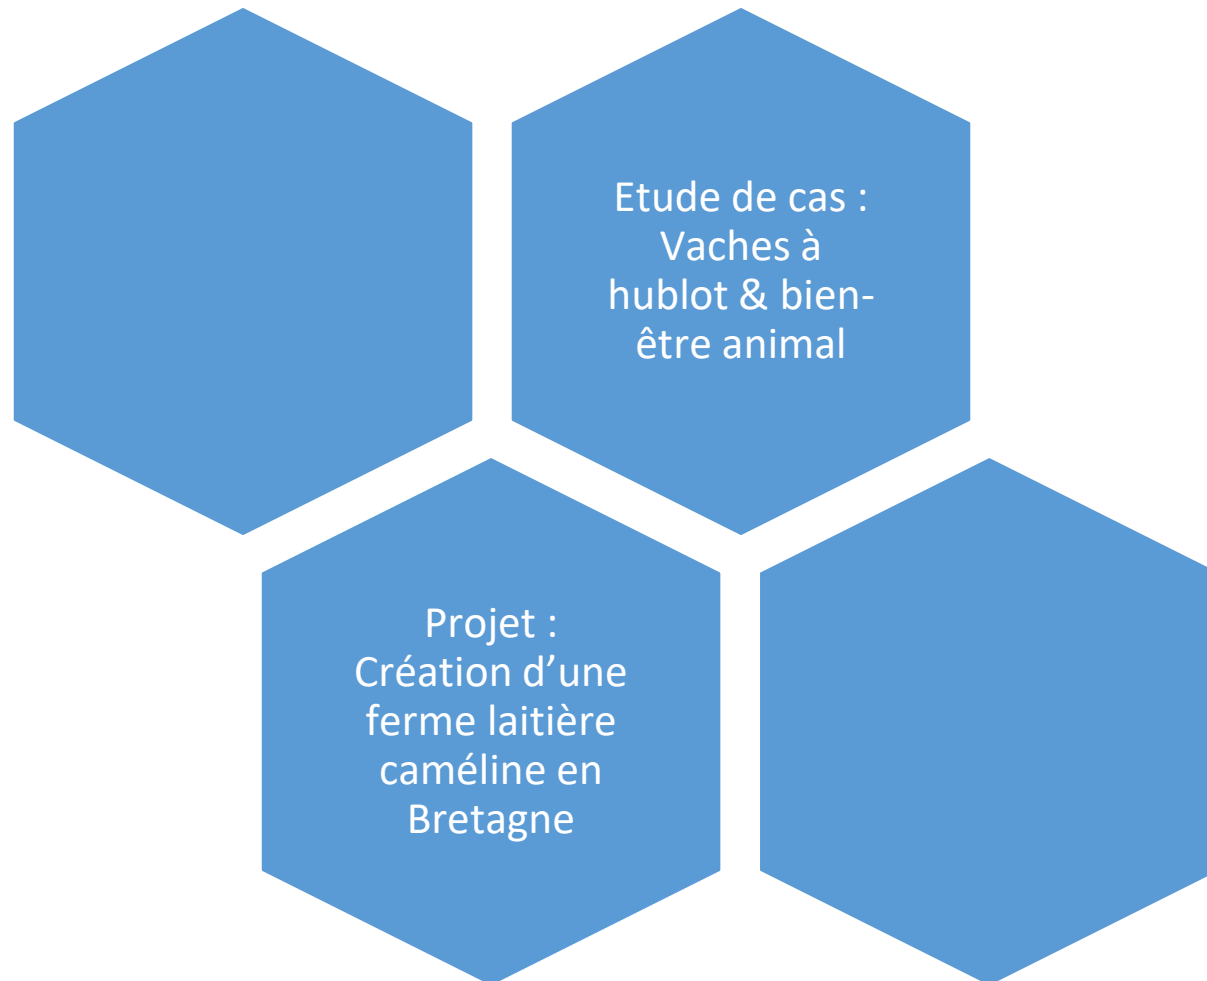 Etude de cas :
Vaches à
hublot & bien-
être animal
Projet :
Création d’une
ferme laitière
caméline en
Bretagne